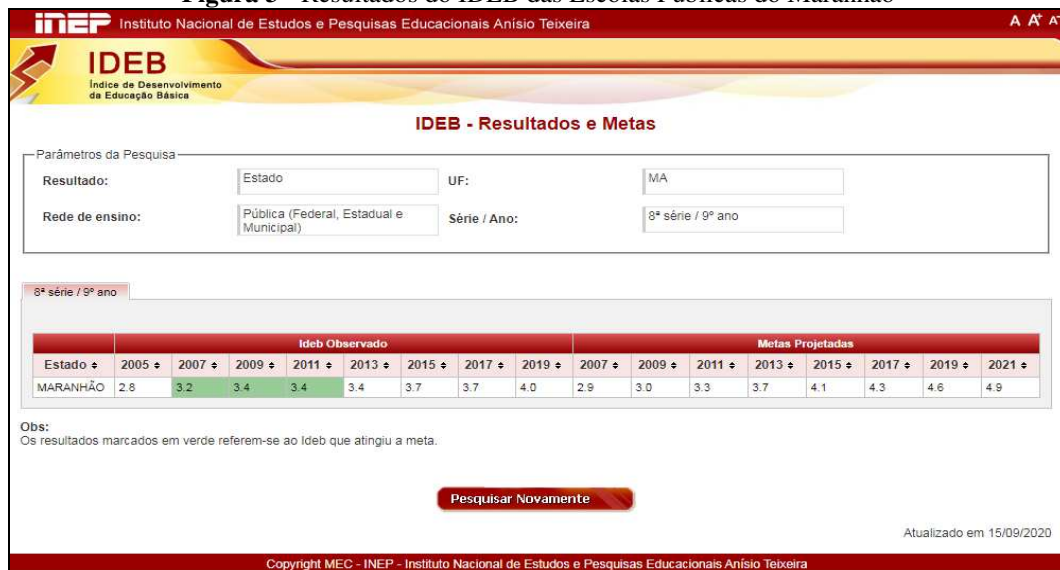 Figura 3 - Resultados do IDEB das Escolas Públicas do Maranhão
inep Instituto Nacional de Estudos e Pesquisas Educacionais Anísio Teixeira A A+ A-
IDEB
Índice de Desenvolvimento
da Educação Básica
IDEB - Resultados e Metas
Parâmetros da Pesquisa
Resultado: Estado UF: MA
Rede de ensino: Pública (Federal, Estadual e Municipal) Série / Ano: 8ª série / 9º ano
8ª série / 9º ano
Ideb Observado Metas Projetadas
Estado 2005 2007 2009 2011 2013 2015 2017 2019 2007 2009 2011 2013 2015 2017 2019 2021
MARANHÃO 2.8 3.2 3.4 3.4 3.4 3.7 3.7 4.0 2.9 3.0 3.3 3.7 4.1 4.3 4.6 4.9
Obs:
Os resultados marcados em verde referem-se ao Ideb que atingiu a meta.
Pesquisar Novamente
Atualizado em 15/09/2020
Copyright MEC - INEP - Instituto Nacional de Estudos e Pesquisas Educacionais Anísio Teixeira